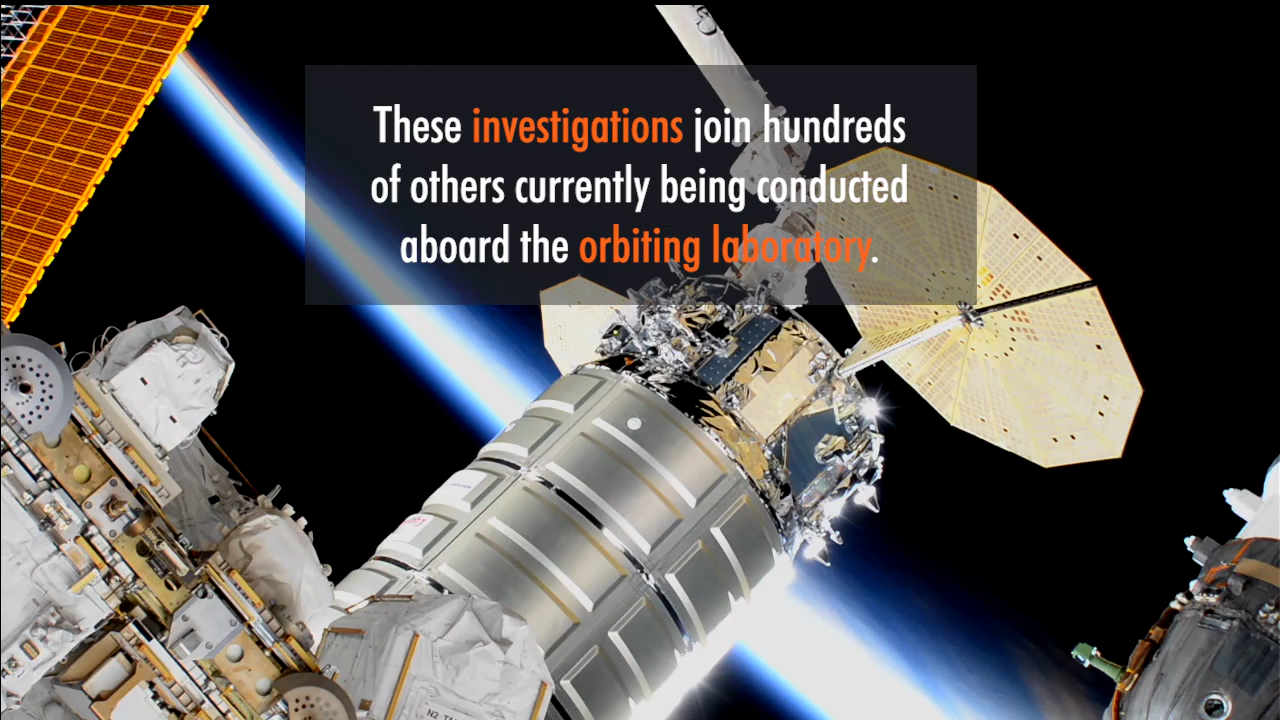 These investigations join hundreds
of others currently being conducted
aboard the orbiting laboratory.